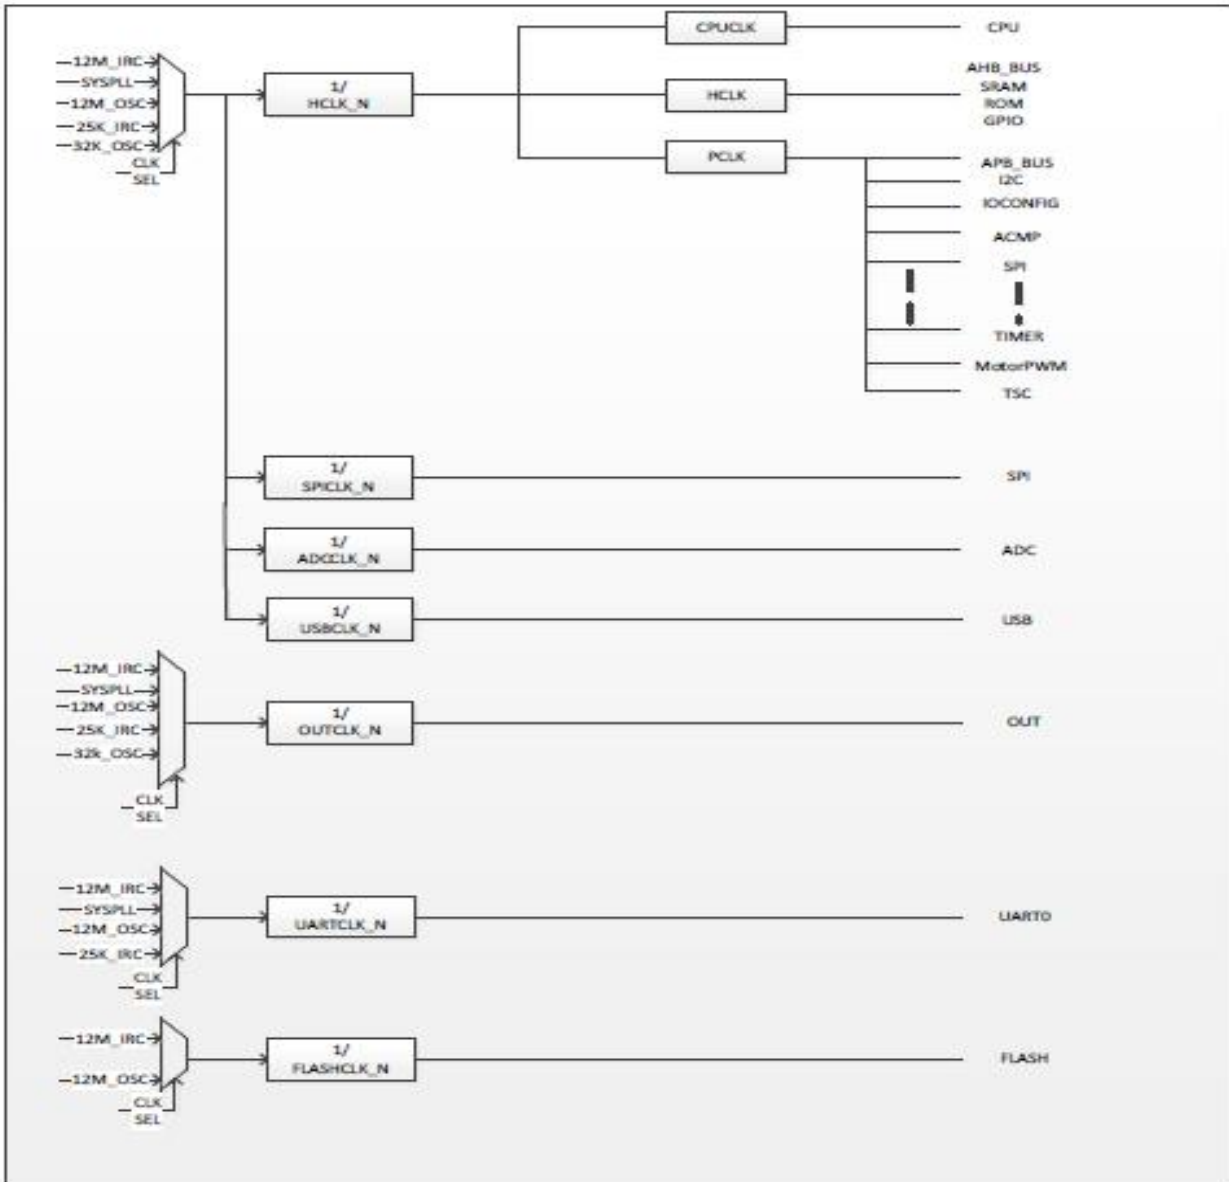 CPUCLK
CPU
12M_IRC
SYSPLL
12M_OSC
25K_IRC
32K_OSC
CLK
SEL
1/
HCLK_N
HCLK
AHB_BUS
SRAM
ROM
GPIO
PCLK
APB_BUS
I2C
IOCONFIG
ACMP
SPI
TIMER
MotorPWM
TSC
1/
SPICLK_N
SPI
1/
ADCCLK_N
ADC
1/
USBCLK_N
USB
12M_IRC
SYSPLL
12M_OSC
25K_IRC
32k_OSC
CLK
SEL
1/
OUTCLK_N
OUT
12M_IRC
SYSPLL
12M_OSC
25K_IRC
CLK
SEL
1/
UARTCLK_N
UART0
12M_IRC
12M_OSC
CLK
SEL
1/
FLASHCLK_N
FLASH